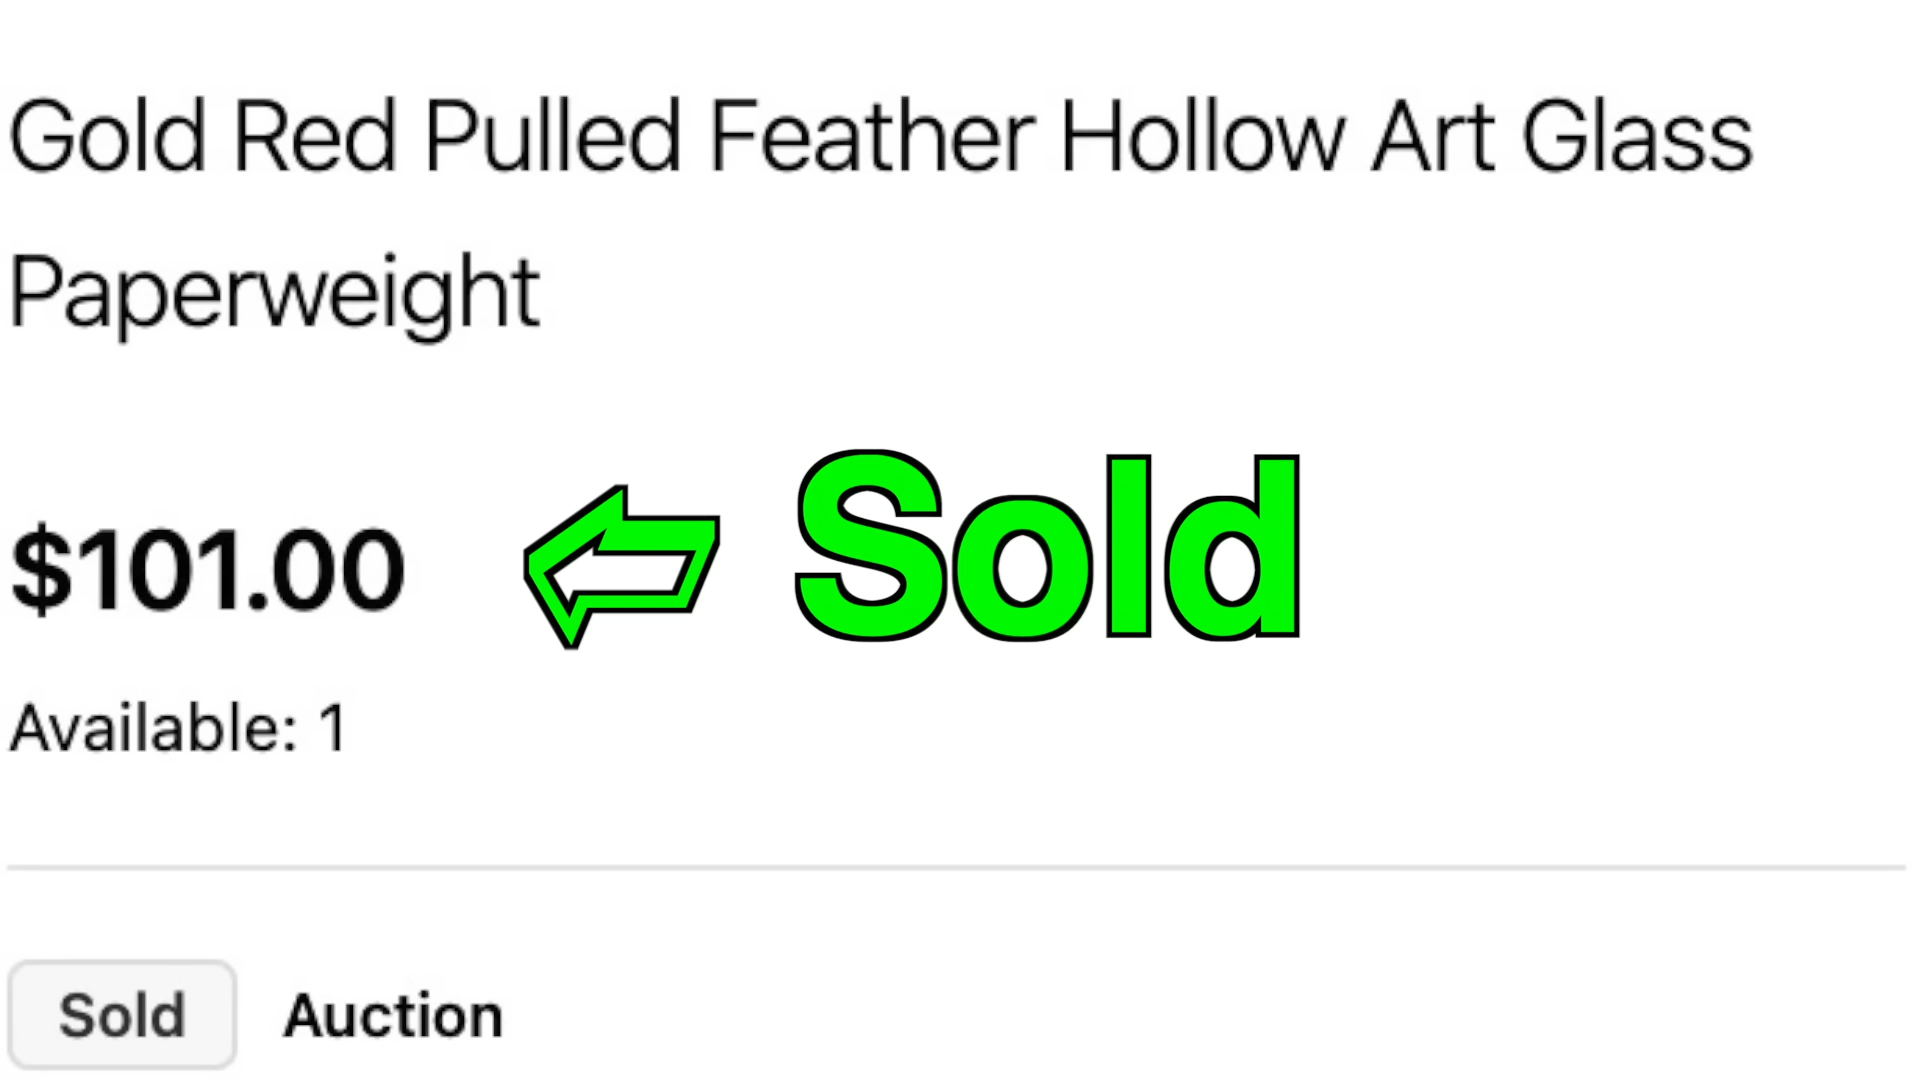 Gold Red Pulled Feather Hollow Art Glass
Paperweight
$101.00
Sold
Available: 1
Sold
Auction